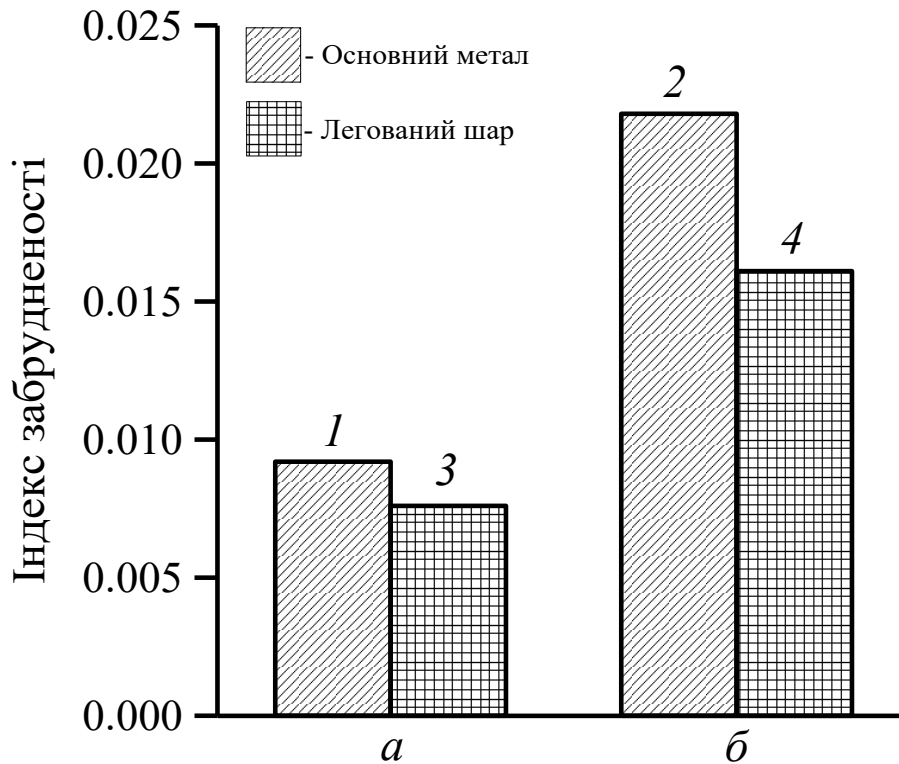 Індекс забрудненості
0.025
0.020
0.015
0.010
0.005
0.000
- Основний метал
- Легований шар
1
3
2
4
а
б